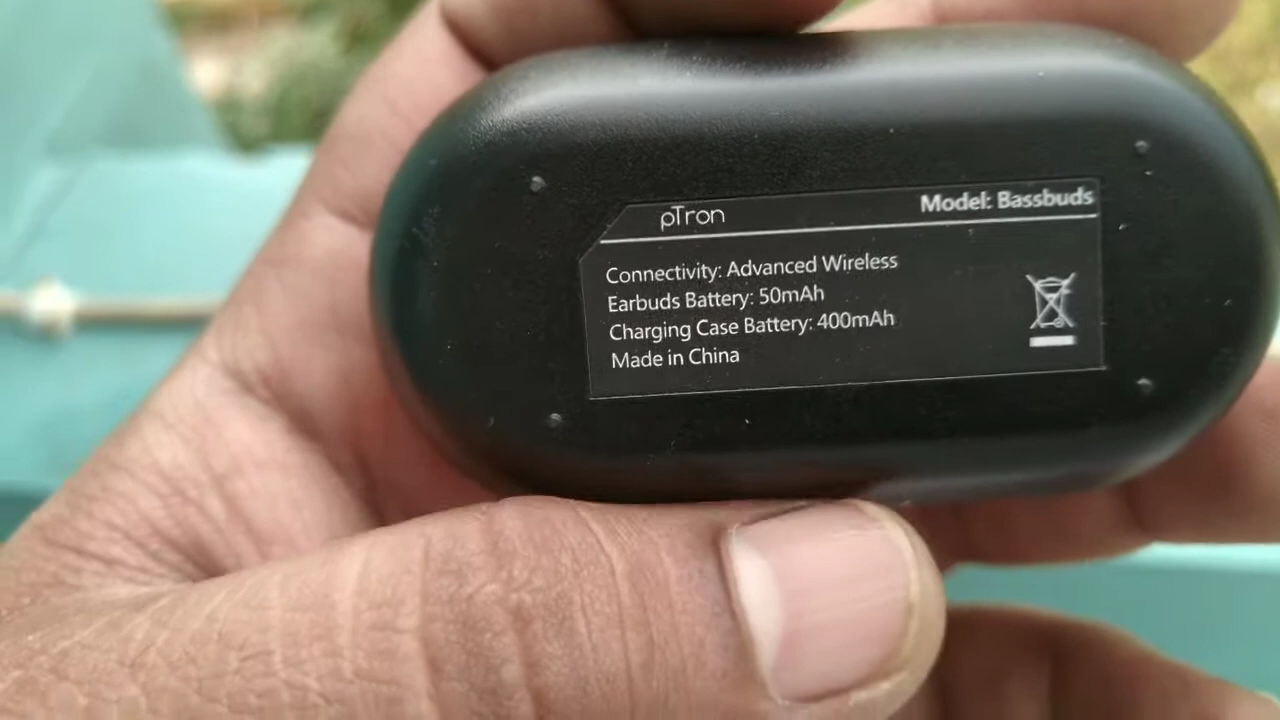 pTron
Model: Bassbuds
Connectivity: Advanced Wireless
Earbuds Battery: 50mAh
Charging Case Battery: 400mAh
Made in China